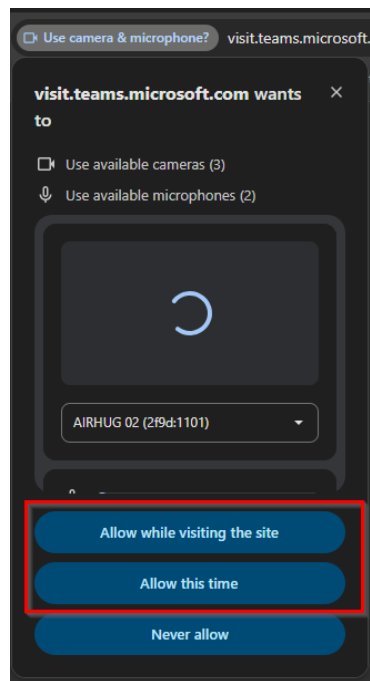 Use camera & microphone? visit.teams.microsoft.
visit.teams.microsoft.com wants
to
Use available cameras (3)
Use available microphones (2)
AIRHUG 02 (2f9d:1101)
Allow while visiting the site
Allow this time
Never allow